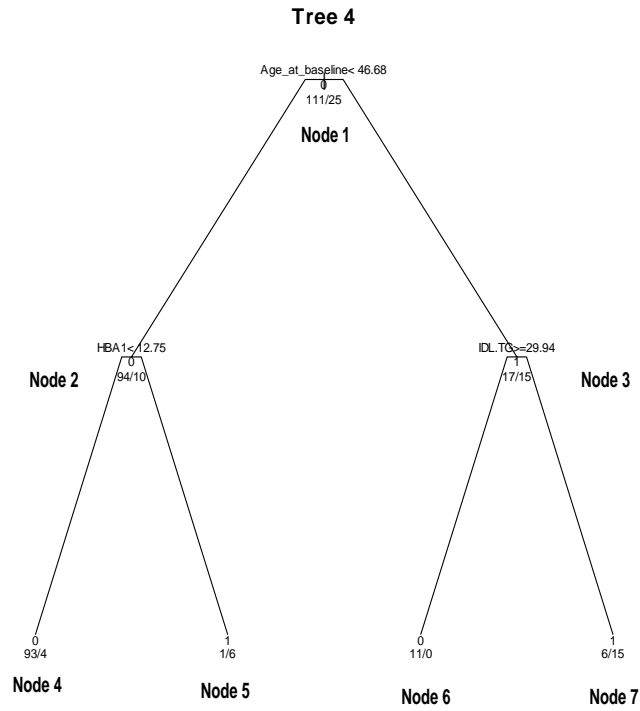 Tree 4
Age_at_baseline< 46.68
0
111/25
Node 1
HBA1< 12.75
0
94/10
Node 2
IDL.TG>=29.94
1
17/15
Node 3
0
93/4
Node 4
1
1/6
Node 5
0
11/0
Node 6
1
6/15
Node 7